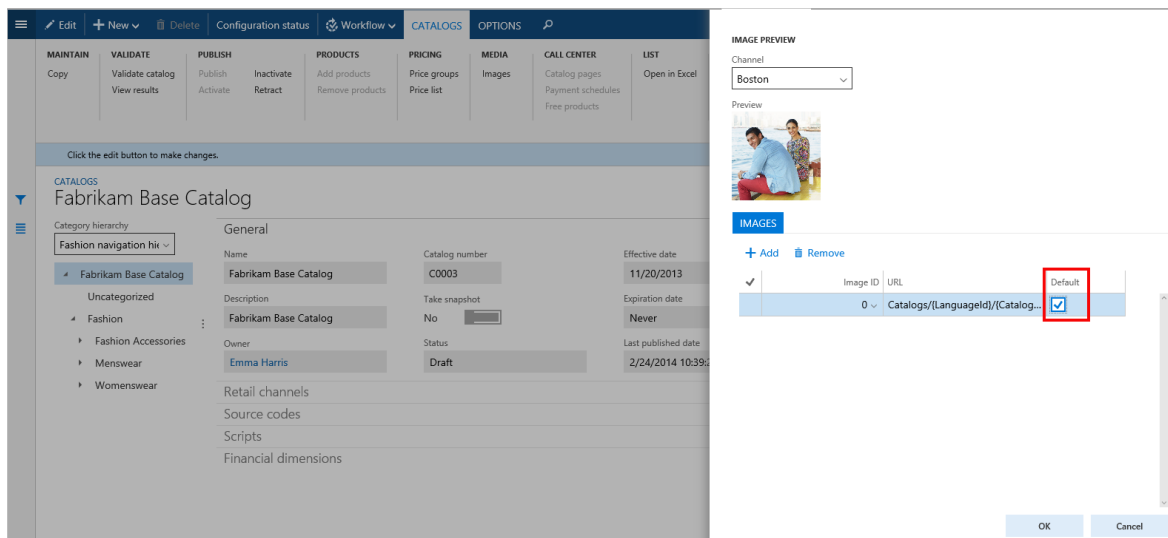 Edit New Delete Configuration status Workflow CATALOGS OPTIONS
MAINTAIN VALIDATE PUBLISH PRODUCTS PRICING MEDIA CALL CENTER LIST
Copy Validate catalog Publish Inactivate Add products Price groups Images Catalog pages Open in Excel
View results Activate Retract Remove products Price list Payment schedules
Free products
Click the edit button to make changes.
CATALOGS
Fabrikam Base Catalog
Category hierarchy
Fashion navigation hie
Fabrikam Base Catalog
Uncategorized
Fashion
Fashion Accessories
Menswear
Womenswear
General
Name Catalog number Effective date
Fabrikam Base Catalog C0003 11/20/2013
Description Take snapshot Expiration date
Fabrikam Base Catalog No Never
Owner Status Last published date
Emma Harris Draft 2/24/2014 10:39:2
Retail channels
Source codes
Scripts
Financial dimensions
IMAGE PREVIEW
Channel
Boston
Preview
IMAGES
Add Remove
Image ID URL Default
0 Catalogs/{LanguageId}/{Catalog...
OK Cancel